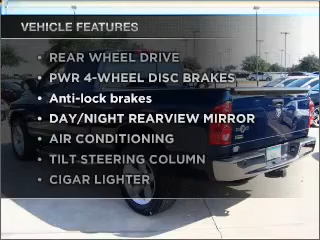 VEHICLE FEATURES
• REAR WHEEL DRIVE
• PWR 4-WHEEL DISC BRAKES
• Anti-lock brakes
• DAY/NIGHT REARVIEW MIRROR
• AIR CONDITIONING
• TILT STEERING COLUMN
• CIGAR LIGHTER